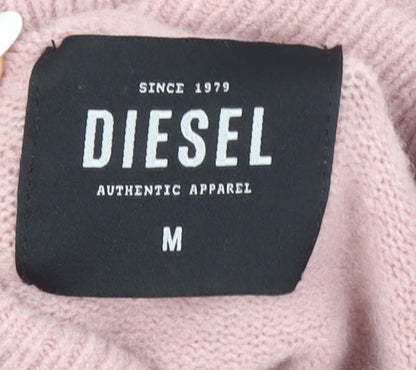 SINCE 1979
DIESEL
AUTHENTIC APPAREL
M